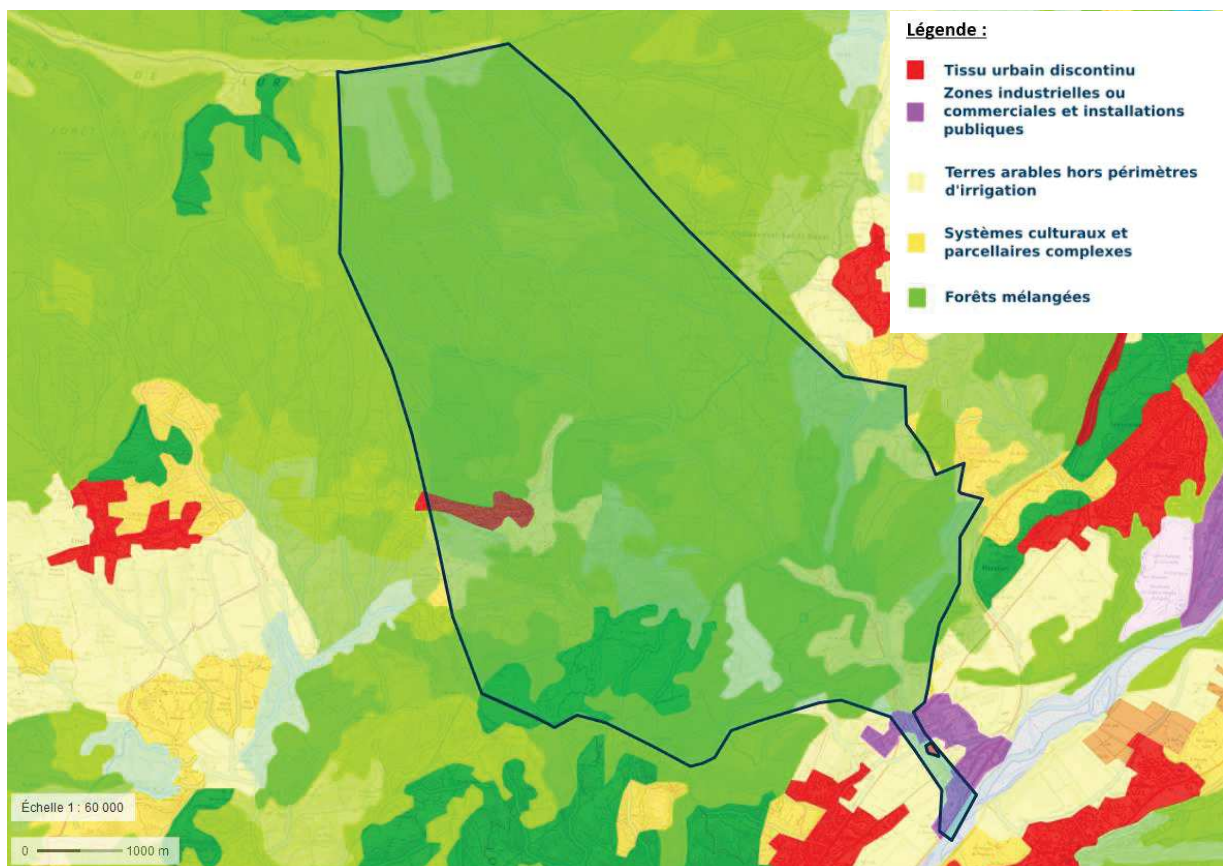 Légende :
Tissu urbain discontinu
Zones industrielles ou
commerciales et installations
publiques
Terres arables hors périmètres
d'irrigation
Systèmes culturaux et
parcellaires complexes
Forêts mélangées
Échelle 1 : 60 000
0
1000 m